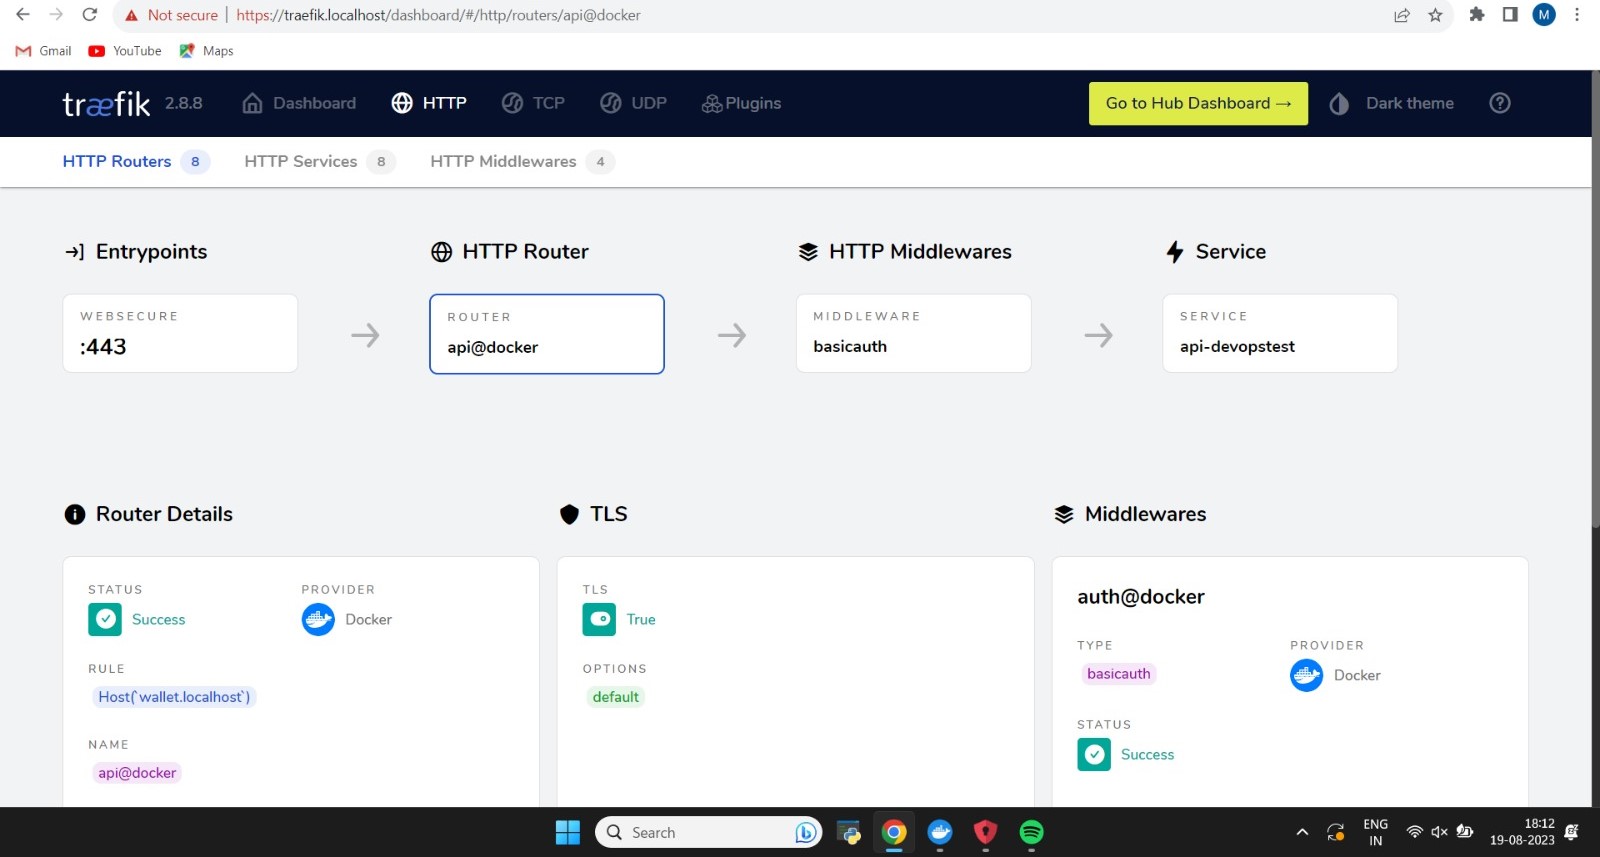 Not secure | https://traefik.localhost/dashboard/#/http/routers/api@docker
M
Gmail YouTube Maps
træfik 2.8.8 Dashboard HTTP TCP UDP Plugins Go to Hub Dashboard → Dark theme
HTTP Routers 8 HTTP Services 8 HTTP Middlewares 4
Entrypoints HTTP Router HTTP Middlewares Service
WEBSECURE ROUTER MIDDLEWARE SERVICE
:443 api@docker basicauth api-devopstest
Router Details TLS Middlewares
STATUS PROVIDER TLS auth@docker
Success Docker True
TYPE PROVIDER
RULE OPTIONS basicauth Docker
Host(`wallet.localhost`) default
STATUS
NAME Success
api@docker
Search ENG 18:12
IN 19-08-2023